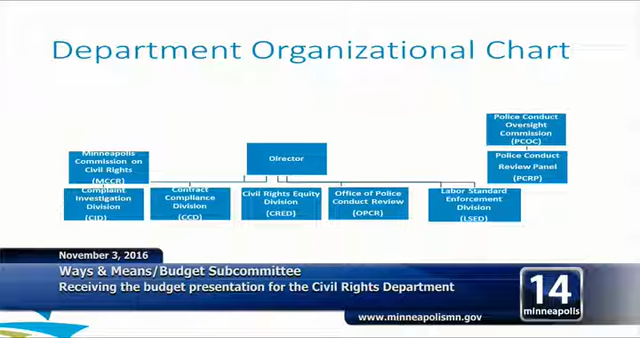 Department Organizational Chart
Police Conduct
Oversight
Commission
(PCOC)
Minneapolis
Commission on
Civil Rights
(MCCR)
Director
Police Conduct
Review Panel
(PCRP)
Complaint
Investigation
Division
(CID)
Contract
Compliance
Division
(CCD)
Civil Rights Equity
Division
(CRED)
Office of Police
Conduct Review
(OPCR)
Labor Standard
Enforcement
Division
(LSED)
November 3, 2016
Ways & Means/Budget Subcommittee
Receiving the budget presentation for the Civil Rights Department
14
minneapolis
www.minneapolismn.gov